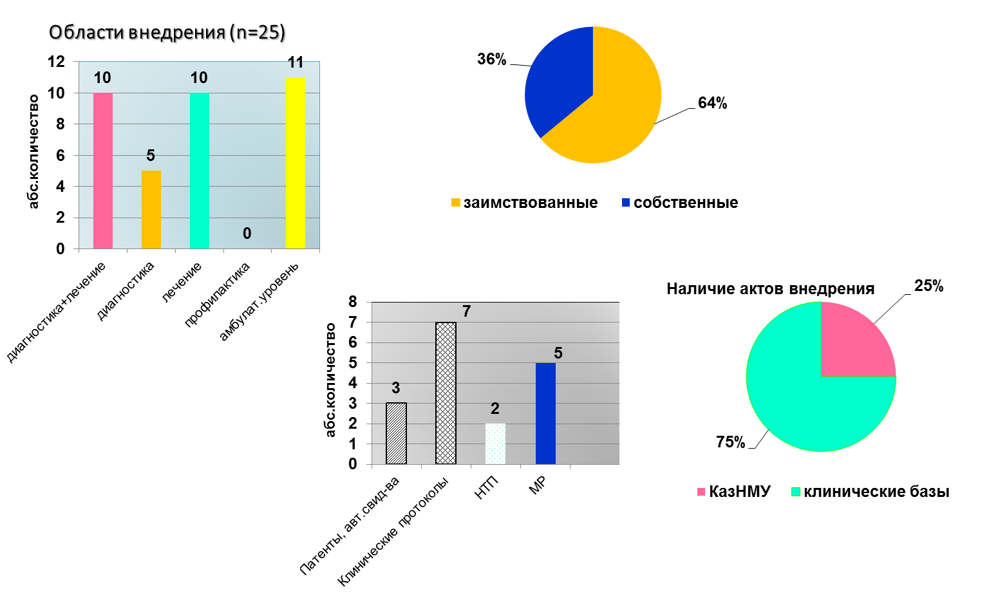 Области внедрения (n=25)
абс.количество
12
10
8
6
4
2
0
10
5
10
0
11
диагностика+лечение
диагностика
лечение
профилактика
амбулат.уровень
36%
64%
заимствованные
собственные
абс.количество
8
7
6
5
4
3
2
1
0
3
7
2
5
Патенты, авт.свид-ва
Клинические протоколы
НТП
МР
Наличие актов внедрения
25%
75%
КазНМУ
клинические базы